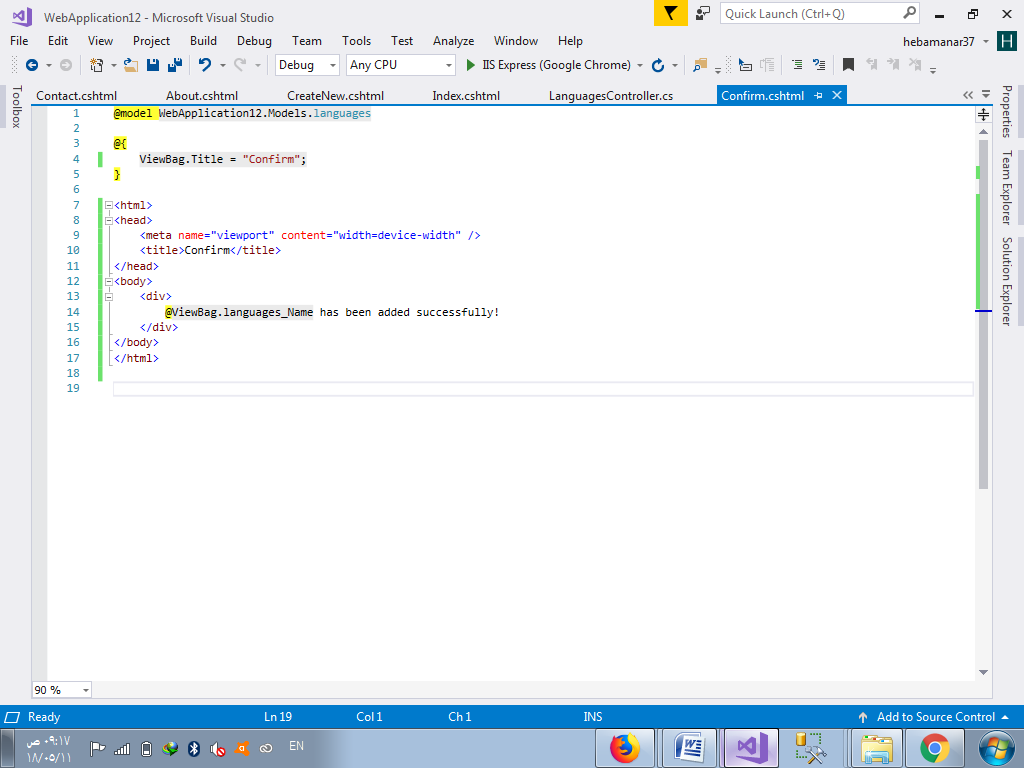 WebApplication12 - Microsoft Visual Studio
Quick Launch (Ctrl+Q)
File Edit View Project Build Debug Team Tools Test Analyze Window Help
hebamanar37 H
Debug Any CPU IIS Express (Google Chrome)
Contact.cshtml About.cshtml CreateNew.cshtml Index.cshtml LanguagesController.cs Confirm.cshtml
Toolbox
Properties
Team Explorer
Solution Explorer
1 @model WebApplication12.Models.languages
2
3 @{
4 ViewBag.Title = "Confirm";
5 }
6
7 <html>
8 <head>
9 <meta name="viewport" content="width=device-width" />
10 <title>Confirm</title>
11 </head>
12 <body>
13 <div>
14 @ViewBag.languages_Name has been added successfully!
15 </div>
16 </body>
17 </html>
18
19
90 %
Ready Ln 19 Col 1 Ch 1 INS Add to Source Control
٠٩:١٧ ص
١٨/٠٥/١١
EN